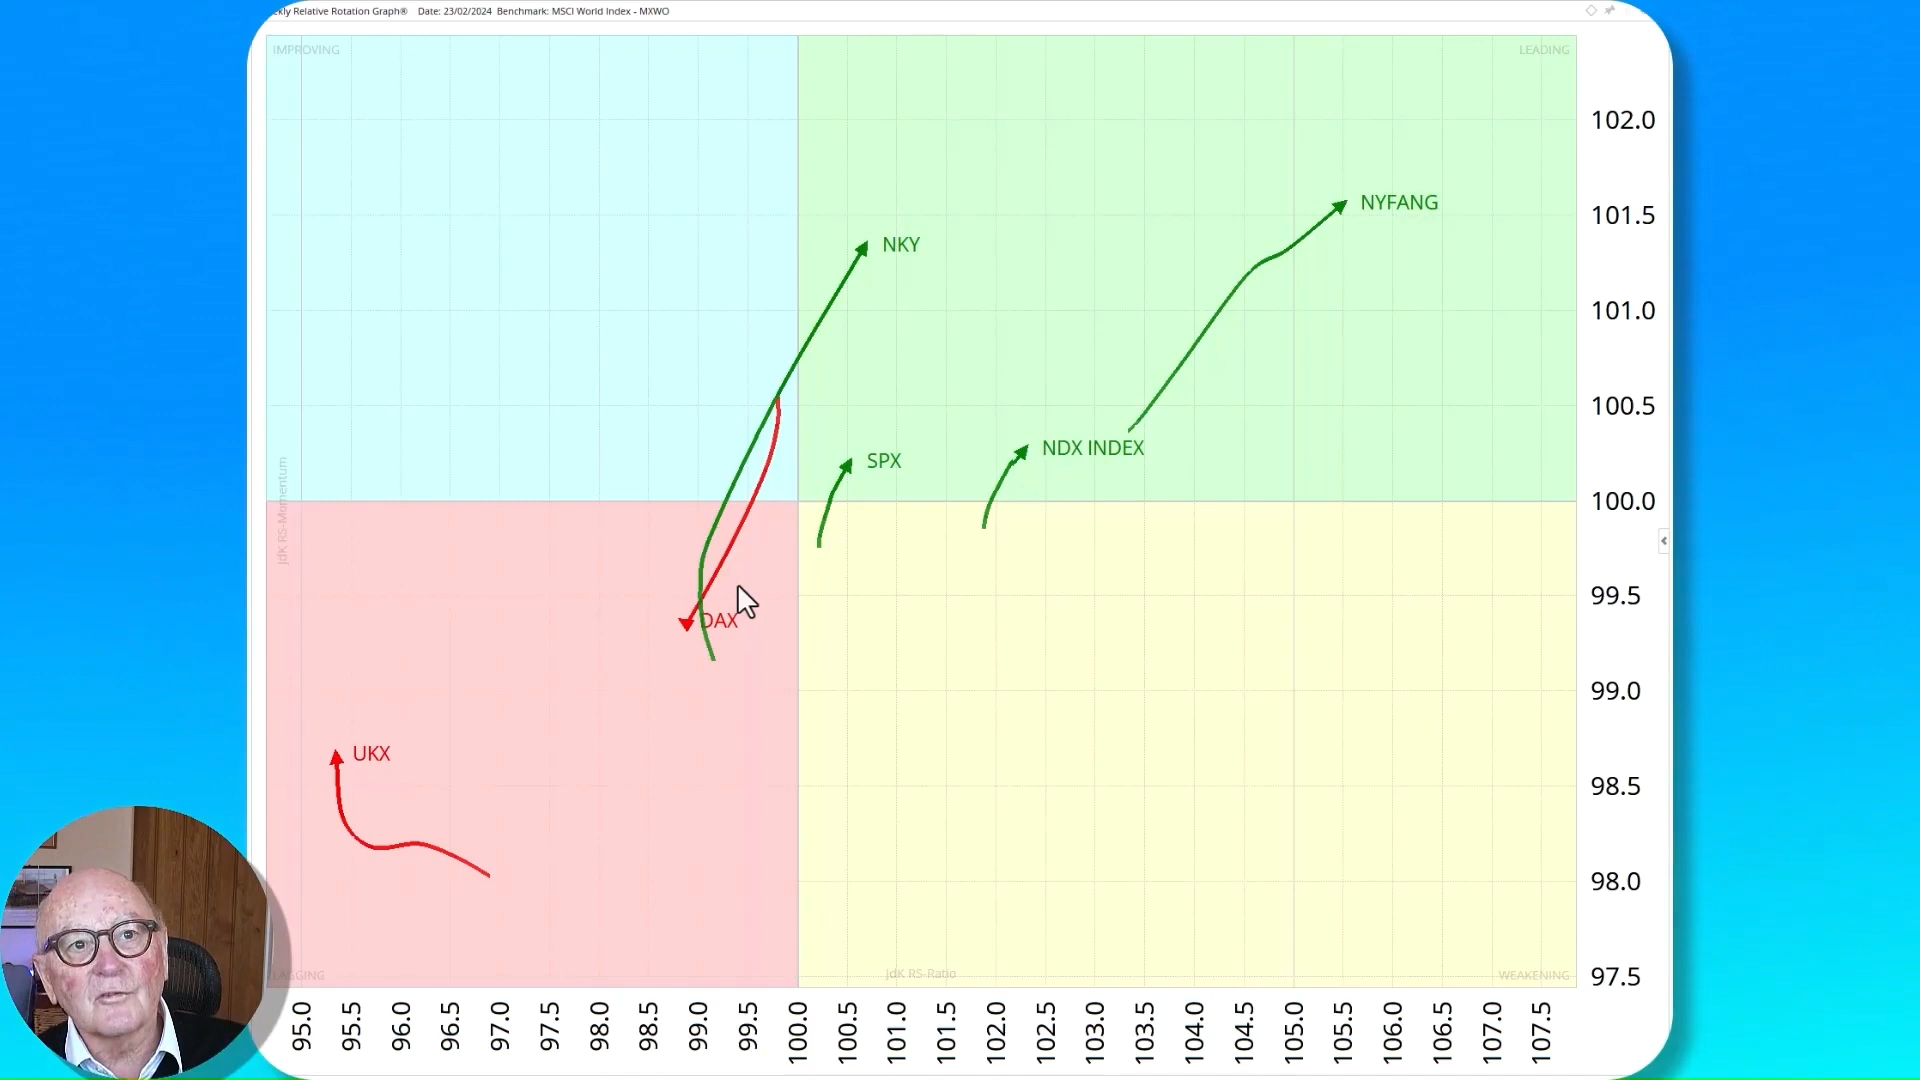 Relative Rotation Graph® Date: 23/02/2024 Benchmark: MSCI World Index - MXWO
IMPROVING
LEADING
102.0
NYFANG
101.5
NKY
101.0
100.5
NDX INDEX
SPX
100.0
JdK RS-Momentum
99.5
DAX
99.0
UKX
98.5
98.0
JdK RS-Ratio
WEAKENING
97.5
95.0 95.5 96.0 96.5 97.0 97.5 98.0 98.5 99.0 99.5 100.0 100.5 101.0 101.5 102.0 102.5 103.0 103.5 104.0 104.5 105.0 105.5 106.0 106.5 107.0 107.5